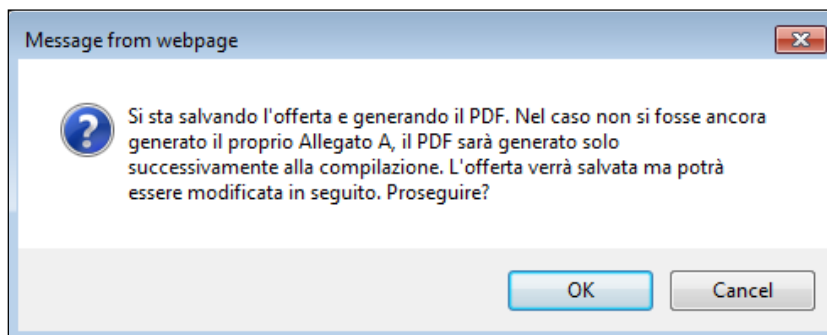 Message from webpage
Si sta salvando l'offerta e generando il PDF. Nel caso non si fosse ancora
generato il proprio Allegato A, il PDF sarà generato solo
successivamente alla compilazione. L'offerta verrà salvata ma potrà
essere modificata in seguito. Proseguire?
OK
Cancel